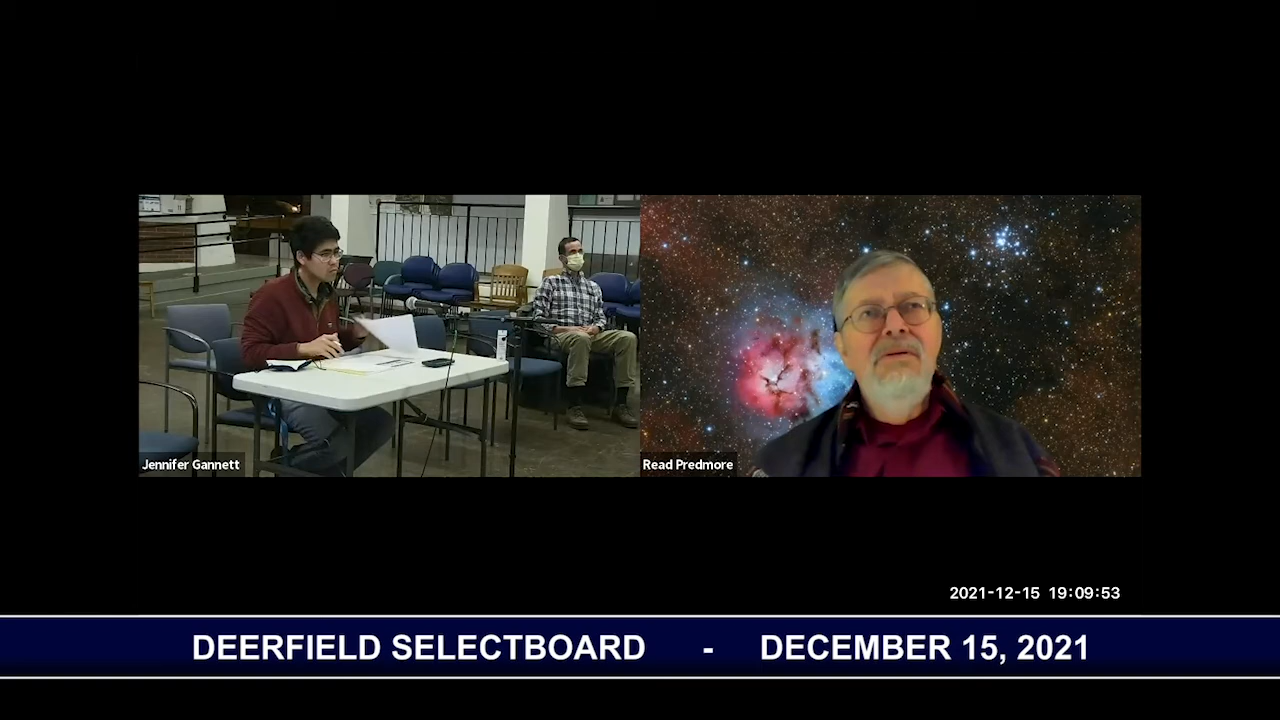 Jennifer Gannett
Read Predmore
2021-12-15 19:09:53
DEERFIELD SELECTBOARD - DECEMBER 15, 2021